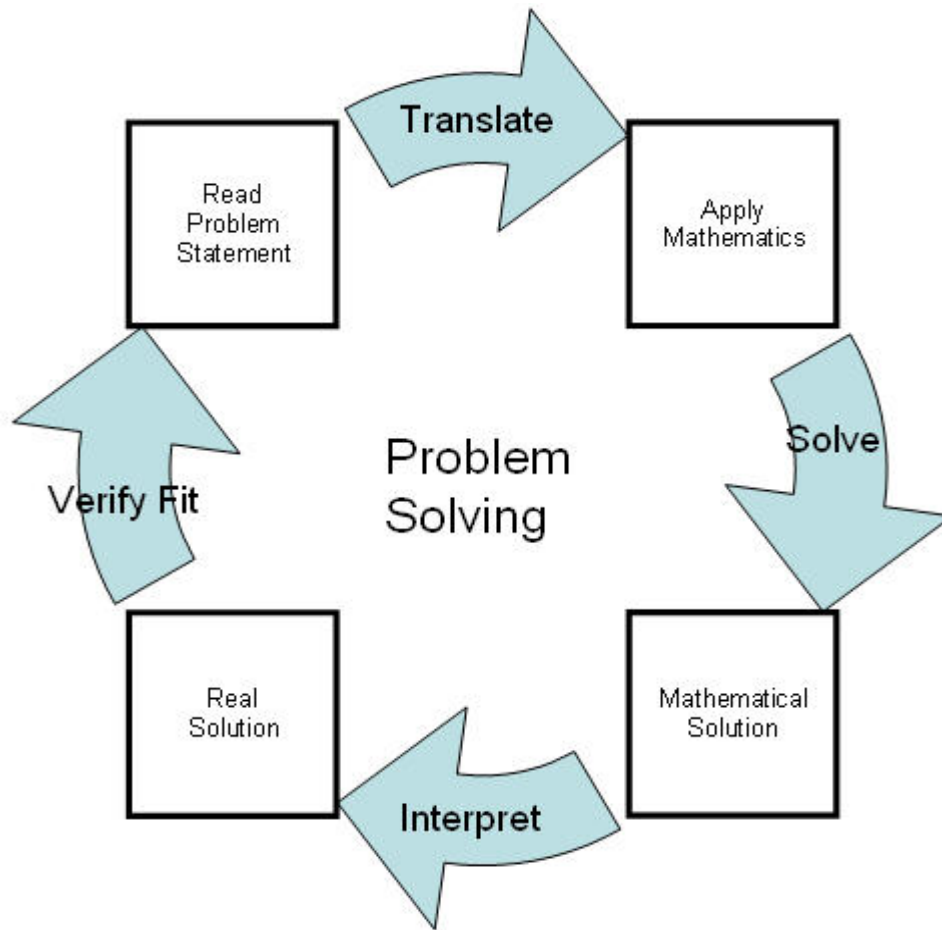 Translate
Read
Problem
Statement
Apply
Mathematics
Solve
Problem
Solving
Verify Fit
Real
Solution
Mathematical
Solution
Interpret